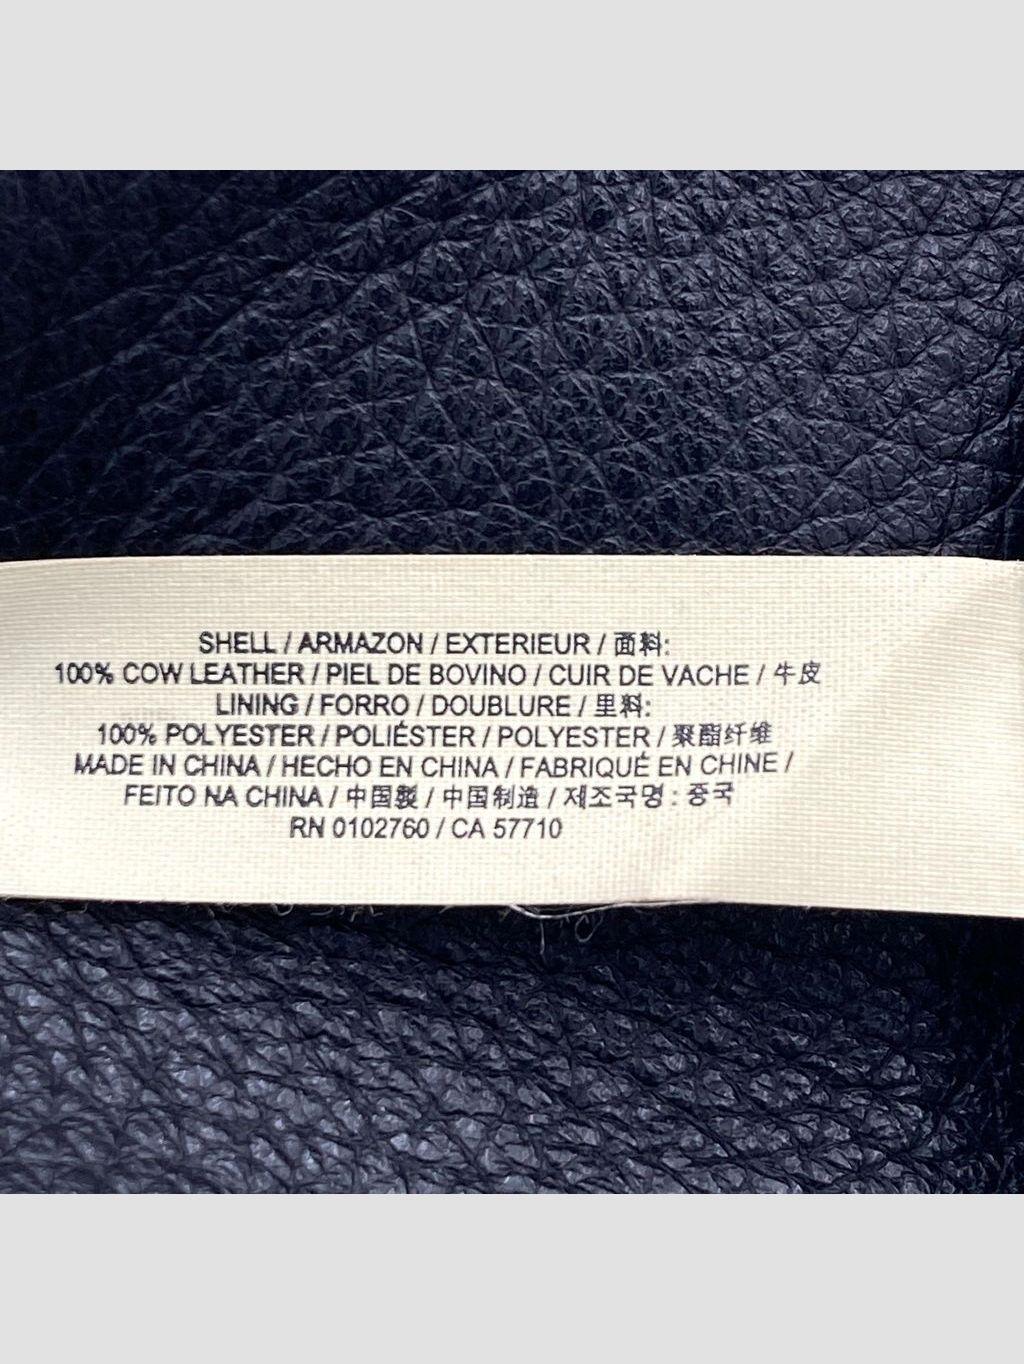 SHELL / ARMAZON / EXTERIEUR / 面料:
100% COW LEATHER / PIEL DE BOVINO / CUIR DE VACHE / 牛皮
LINING / FORRO / DOUBLURE / 里料:
100% POLYESTER / POLIÉSTER / POLYESTER / 聚酯纤维
MADE IN CHINA / HECHO EN CHINA / FABRIQUÉ EN CHINE /
FEITO NA CHINA / 中国製 / 中国制造 / 제조국명 : 중국
RN 0102760 / CA 57710